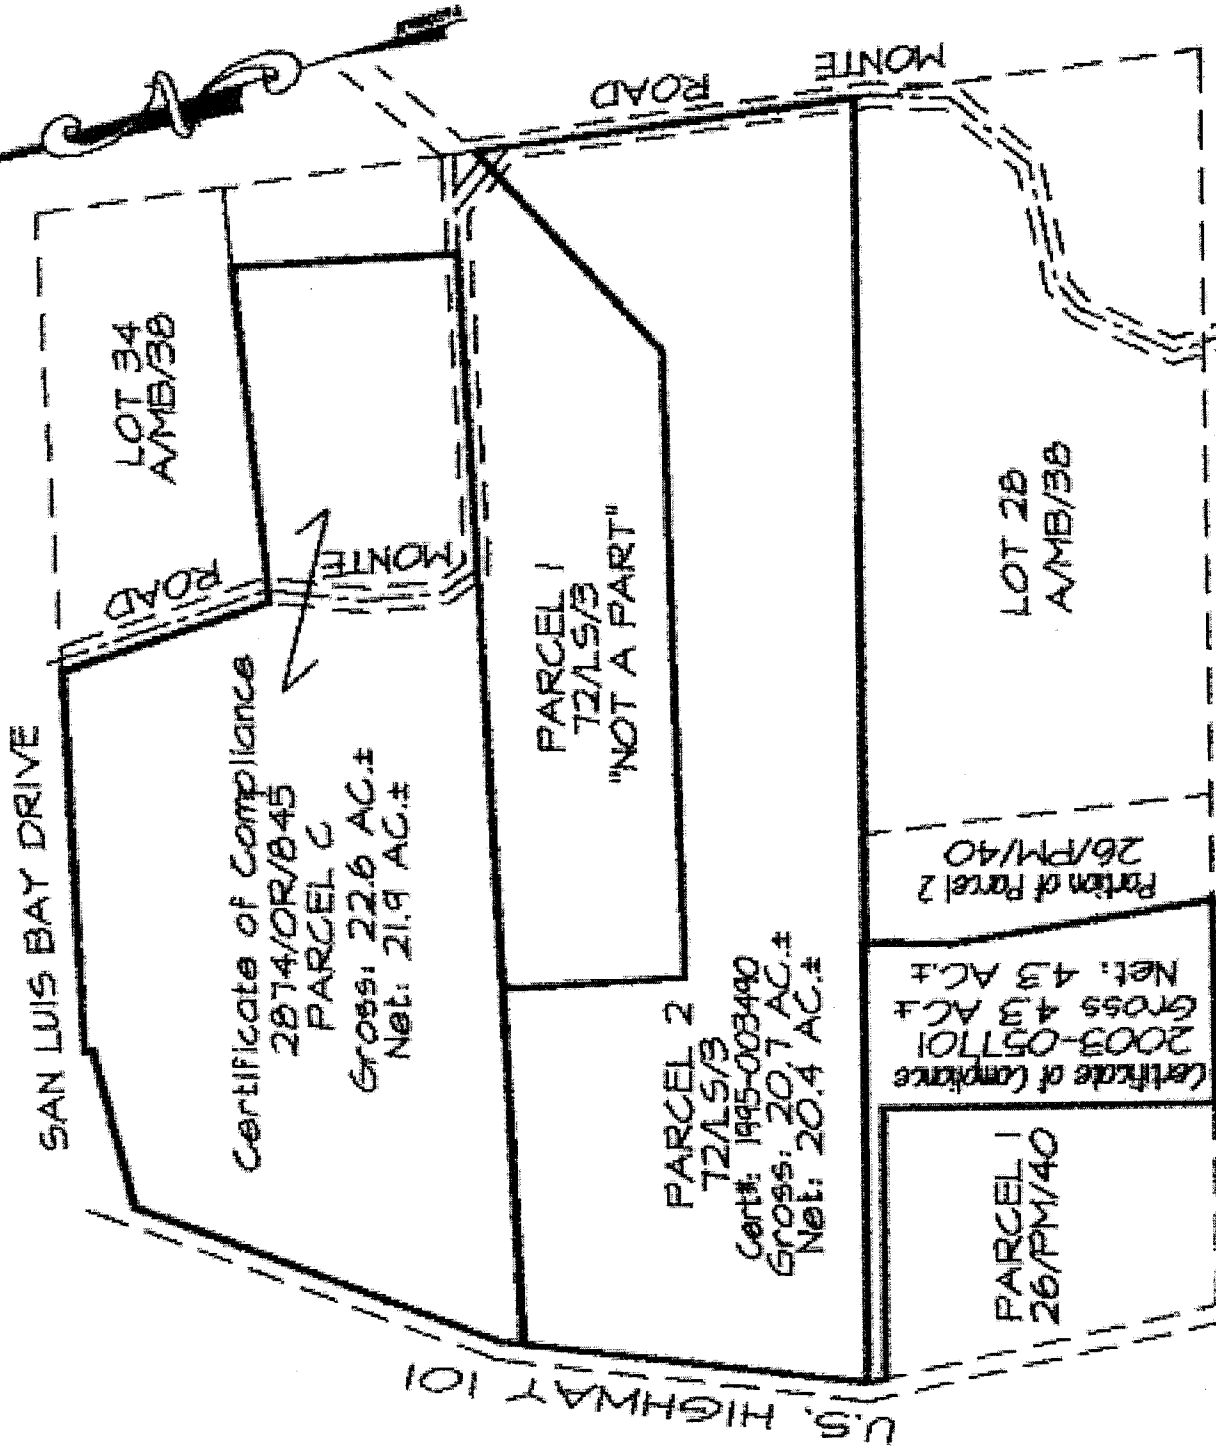 SAN LUIS BAY DRIVE
LOT 34
A/MB/38
MONTE
ROAD
MONTE
ROAD
Certificate of Compliance
2874/OR/845
PARCEL C
Gross: 22.6 AC.±
Net: 21.9 AC.±
PARCEL 1
72/LS/3
"NOT A PART"
PARCEL 2
72/LS/3
Cert#: 1995-003490
Gross: 20.7 AC.±
Net: 20.4 AC.±
LOT 28
A/MB/38
Portion of Parcel 2
26/PM/40
Certificate of Compliance
2003-057701
Gross 4.3 AC±
Net: 4.3 AC.±
PARCEL 1
26/PM/40
U.S. HIGHWAY 101